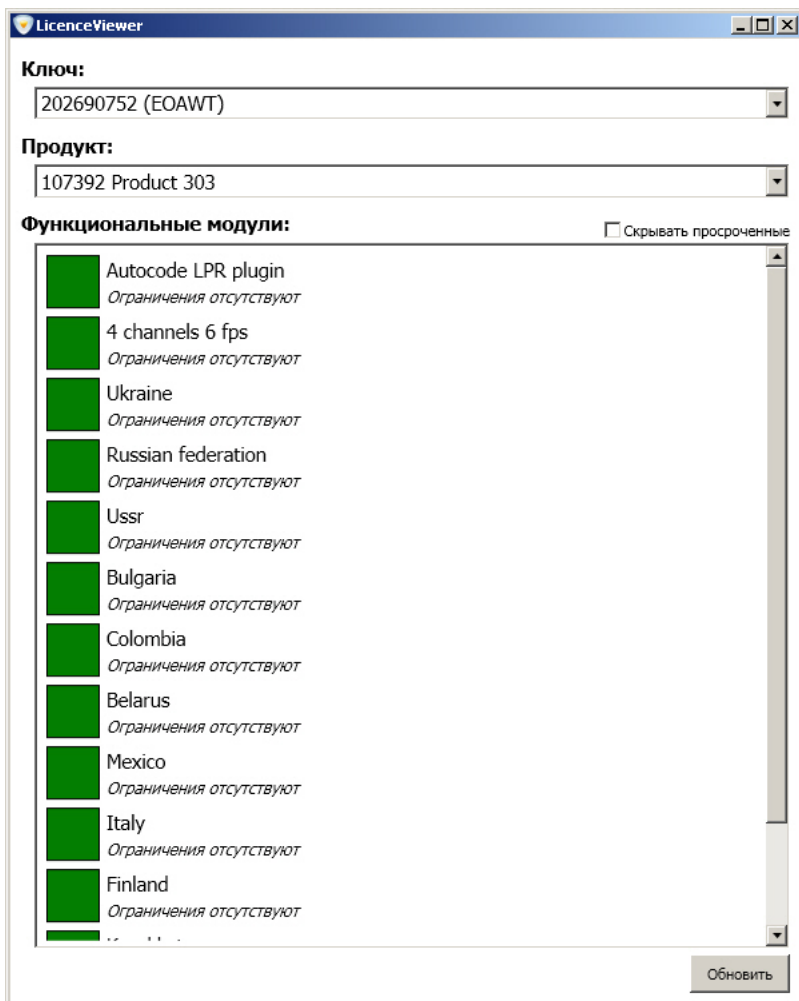 LicenceViewer
Ключ:
202690752 (EOAWT)
Продукт:
107392 Product 303
Функциональные модули:
Скрывать просроченные
Autocode LPR plugin
Ограничения отсутствуют
4 channels 6 fps
Ограничения отсутствуют
Ukraine
Ограничения отсутствуют
Russian federation
Ограничения отсутствуют
Ussr
Ограничения отсутствуют
Bulgaria
Ограничения отсутствуют
Colombia
Ограничения отсутствуют
Belarus
Ограничения отсутствуют
Mexico
Ограничения отсутствуют
Italy
Ограничения отсутствуют
Finland
Ограничения отсутствуют
Обновить